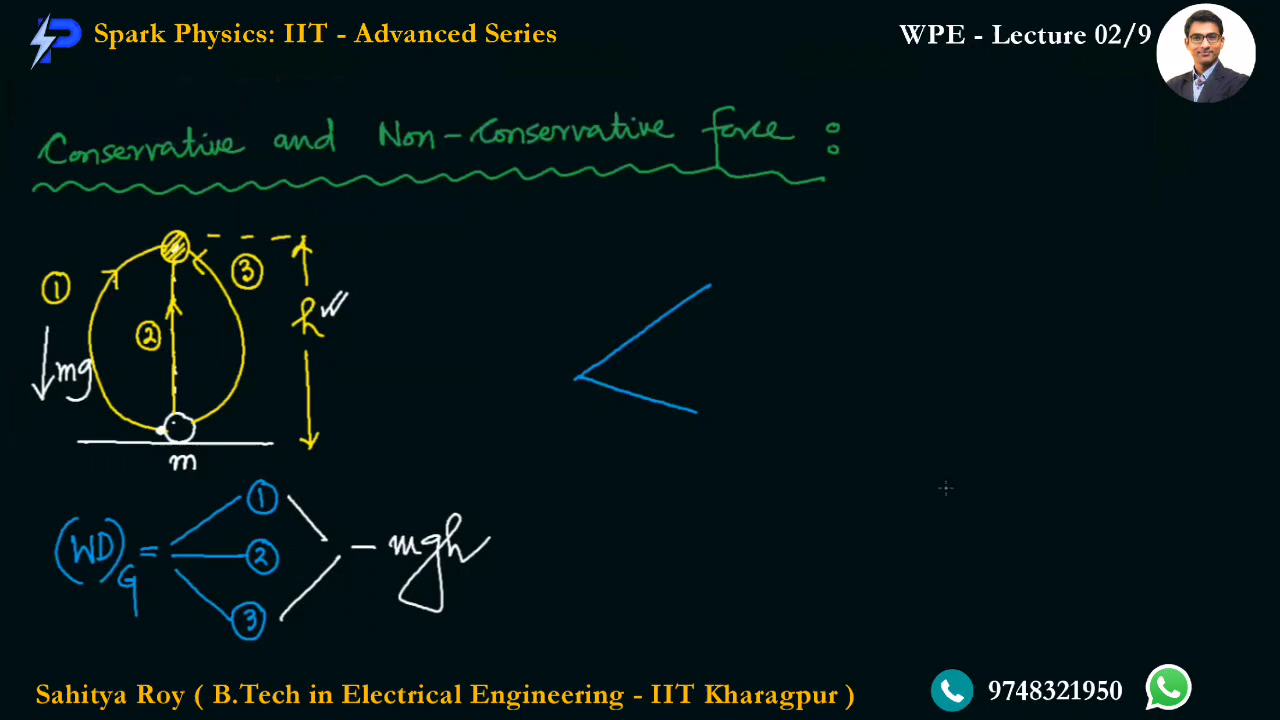 Spark Physics: IIT - Advanced Series
WPE - Lecture 02/9
Conservative and Non-Conservative force :
①
②
③
h
mg
m
(WD)G =
①
②
③
- mgh
Sahitya Roy ( B.Tech in Electrical Engineering - IIT Kharagpur )
9748321950